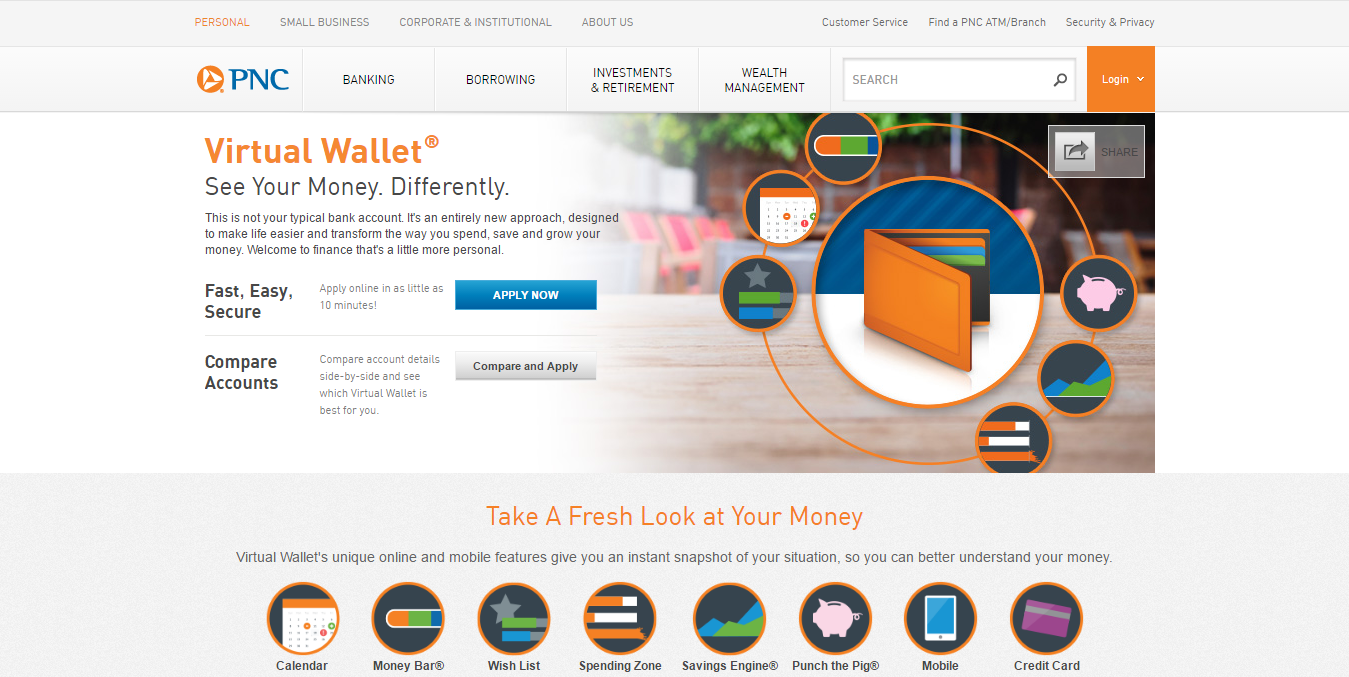 PERSONAL SMALL BUSINESS CORPORATE & INSTITUTIONAL ABOUT US Customer Service Find a PNC ATM/Branch Security & Privacy
PNC
BANKING
BORROWING
INVESTMENTS
& RETIREMENT
WEALTH
MANAGEMENT
SEARCH
Login
Virtual Wallet®
See Your Money. Differently.
This is not your typical bank account. It's an entirely new approach, designed
to make life easier and transform the way you spend, save and grow your
money. Welcome to finance that's a little more personal.
SHARE
Fast, Easy,
Secure
Apply online in as little as
10 minutes!
APPLY NOW
Compare
Accounts
Compare account details
side-by-side and see
which Virtual Wallet is
best for you.
Compare and Apply
Take A Fresh Look at Your Money
Virtual Wallet's unique online and mobile features give you an instant snapshot of your situation, so you can better understand your money.
Calendar Money Bar® Wish List Spending Zone Savings Engine® Punch the Pig® Mobile Credit Card